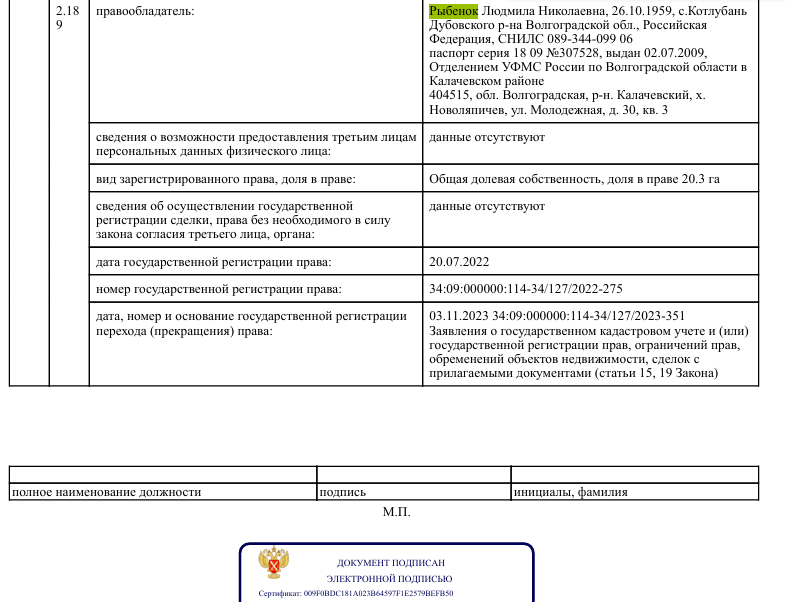 2.18
9
правообладатель:
Рыбенок Людмила Николаевна, 26.10.1959, с.Котлубань
Дубовского р-на Волгоградской обл., Российская
Федерация, СНИЛС 089-344-099 06
паспорт серия 18 09 №307528, выдан 02.07.2009,
Отделением УФМС России по Волгоградской области в
Калачевском районе
404515, обл. Волгоградская, р-н. Калачевский, х.
Новоляпичев, ул. Молодежная, д. 30, кв. 3
сведения о возможности предоставления третьим лицам
персональных данных физического лица:
данные отсутствуют
вид зарегистрированного права, доля в праве:
Общая долевая собственность, доля в праве 20.3 га
сведения об осуществлении государственной
регистрации сделки, права без необходимого в силу
закона согласия третьего лица, органа:
данные отсутствуют
дата государственной регистрации права:
20.07.2022
номер государственной регистрации права:
34:09:000000:114-34/127/2022-275
дата, номер и основание государственной регистрации
перехода (прекращения) права:
03.11.2023 34:09:000000:114-34/127/2023-351
Заявления о государственном кадастровом учете и (или)
государственной регистрации прав, ограничений прав,
обременений объектов недвижимости, сделок с
прилагаемыми документами (статьи 15, 19 Закона)
полное наименование должности
подпись
инициалы, фамилия
М.П.
ДОКУМЕНТ ПОДПИСАН
ЭЛЕКТРОННОЙ ПОДПИСЬЮ
Сертификат: 009F0BDC181A023B64597F1E2579BEFB50